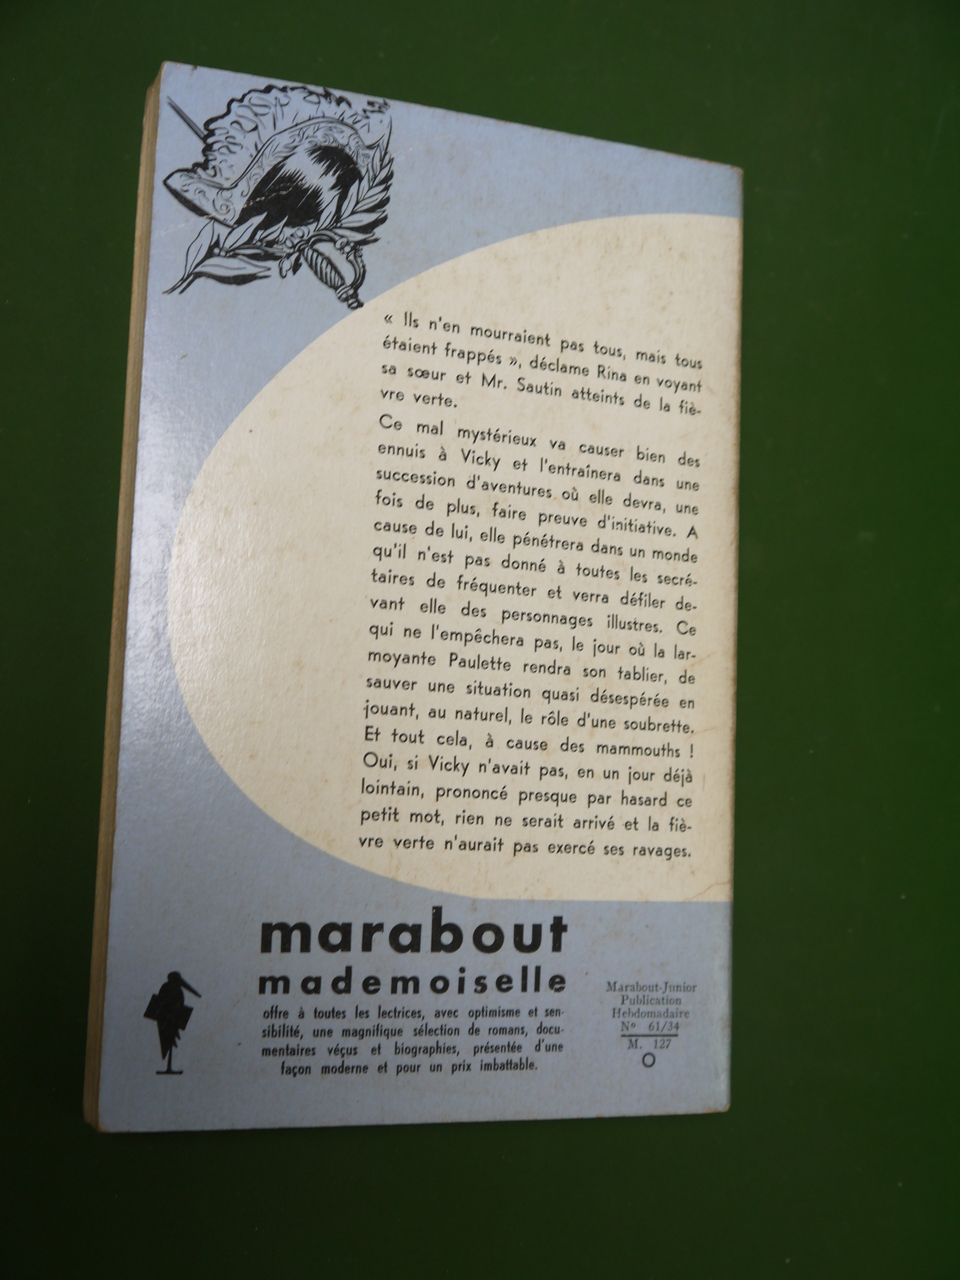 « Ils n'en mourraient pas tous, mais tous
étaient frappés », déclame Rina en voyant
sa sœur et Mr. Sautin atteints de la fiè-
vre verte.
Ce mal mystérieux va causer bien des
ennuis à Vicky et l'entraînera dans une
succession d'aventures où elle devra, une
fois de plus, faire preuve d'initiative. A
cause de lui, elle pénétrera dans un monde
qu'il n'est pas donné à toutes les secré-
taires de fréquenter et verra défiler de-
vant elle des personnages illustres. Ce
qui ne l'empêchera pas, le jour où la lar-
moyante Paulette rendra son tablier, de
sauver une situation quasi désespérée en
jouant, au naturel, le rôle d'une soubrette.
Et tout cela, à cause des mammouths !
Oui, si Vicky n'avait pas, en un jour déjà
lointain, prononcé presque par hasard ce
petit mot, rien ne serait arrivé et la fiè-
vre verte n'aurait pas exercé ses ravages.
marabout
mademoiselle
offre à toutes les lectrices, avec optimisme et sen-
sibilité, une magnifique sélection de romans, docu-
mentaires vécus et biographies, présentée d'une
façon moderne et pour un prix imbattable.
Marabout-Junior
Publication
Hebdomadaire
Nº 61/34
M. 127
O